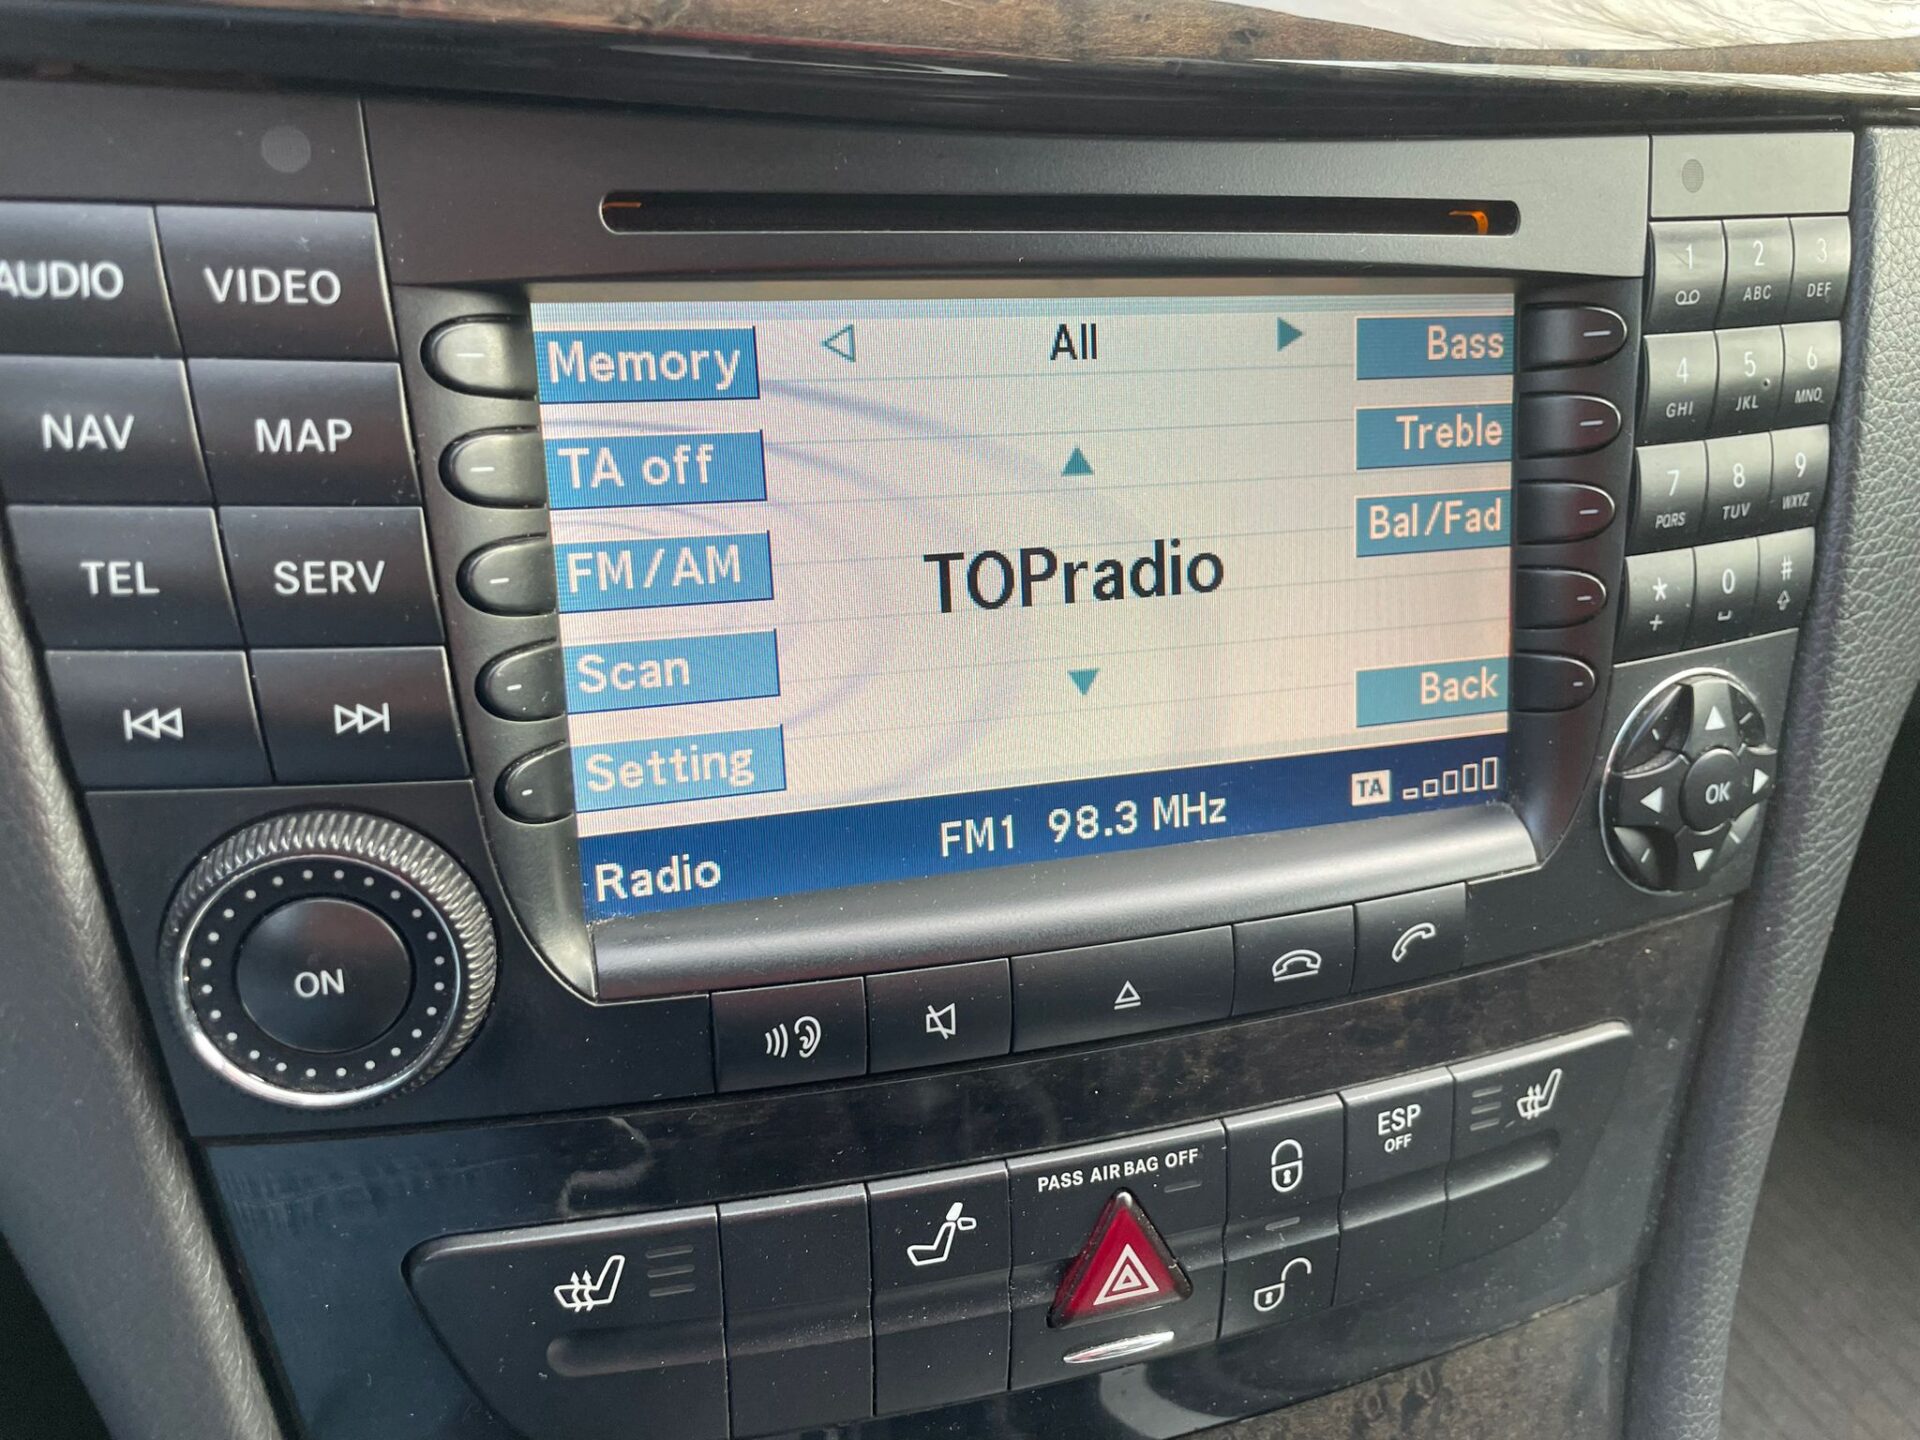 AUDIO
VIDEO
NAV
MAP
TEL
SERV
ON
Memory
TA off
FM/AM
Scan
Setting
All
TOPradio
Bass
Treble
Bal/Fad
Back
Radio
FM1 98.3 MHz
TA
1 2 3
ABC DEF
4 5 6
GHI JKL MNO
7 8 9
PQRS TUV WXYZ
* 0 #
+
OK
PASS AIR BAG OFF
ESP
OFF